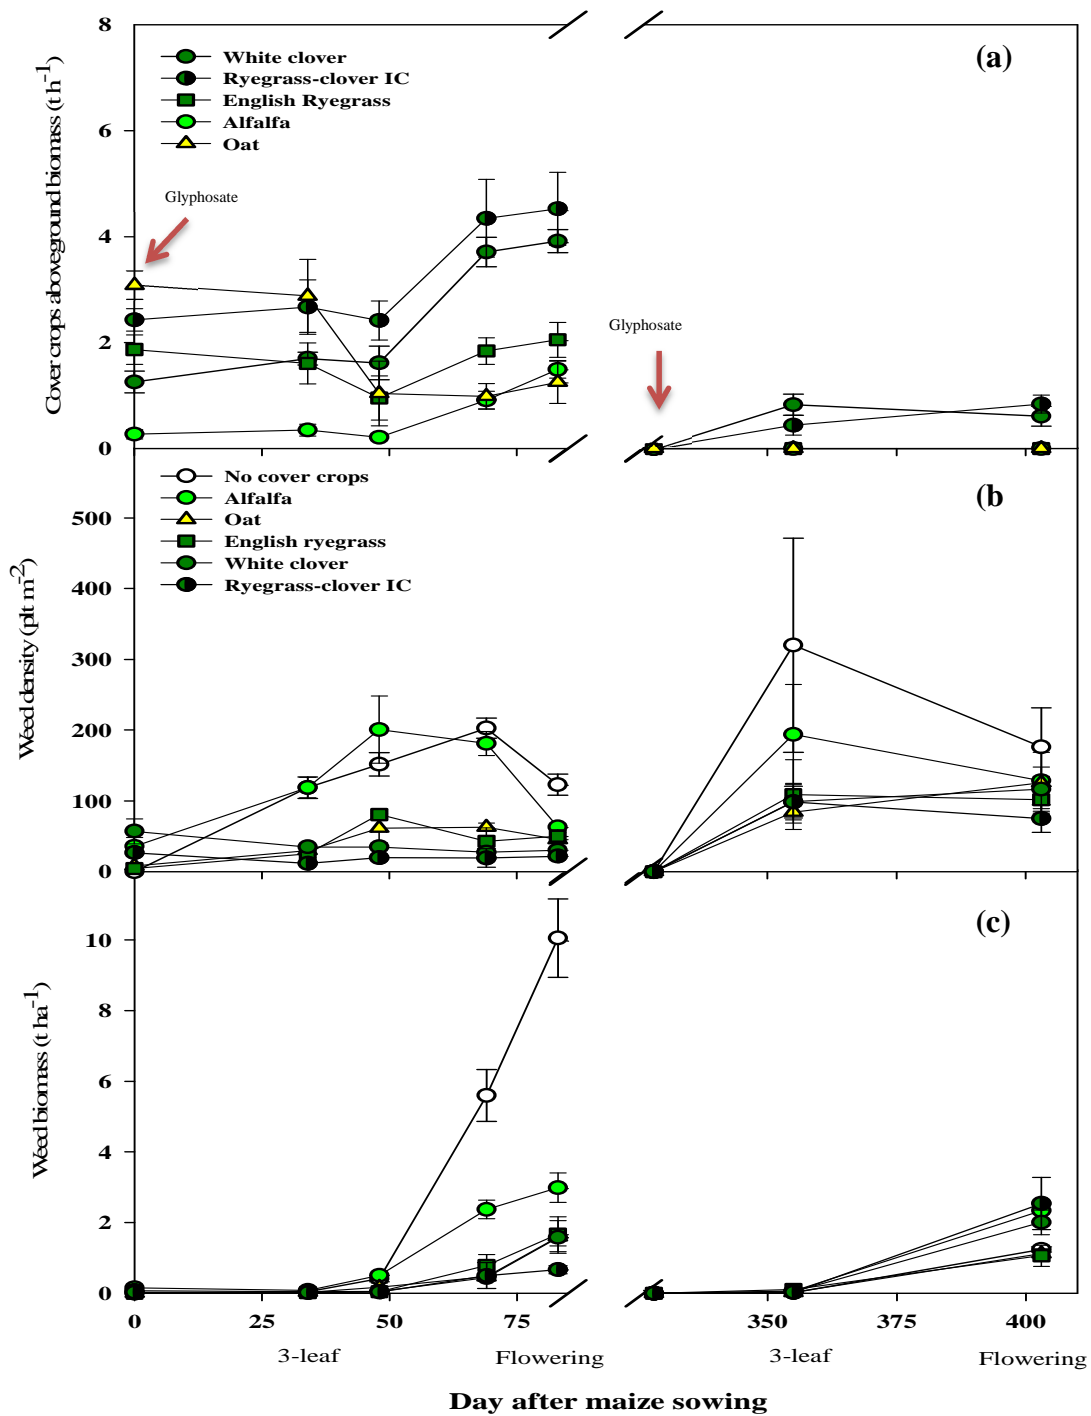 8
(a)
White clover
Ryegrass-clover IC
English Ryegrass
Alfalfa
Oat
6
Cover crops aboveground biomass (t h-1)
Glyphosate
4
Glyphosate
2
0
No cover crops
Alfalfa
Oat
English ryegrass
White clover
Ryegrass-clover IC
(b)
500
Weed density (plt m-2)
400
300
200
100
0
(c)
10
Weed biomass (t ha-1)
8
6
4
2
0
0 25 50 75 350 375 400
3-leaf Flowering 3-leaf Flowering
Day after maize sowing